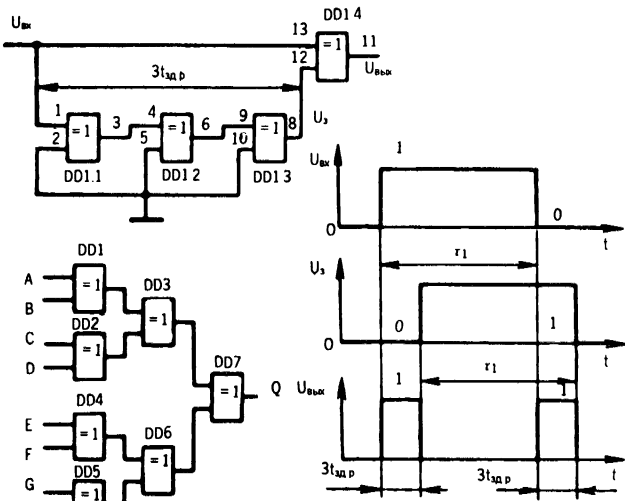 Uвх
DD1 4
13
= 1
11
12
Uвых
3tзд р
1
2
= 1
3
4
5
= 1
6
9
10
= 1
8
Uз
DD1.1
DD1 2
DD1 3
Uвх
1
0
0
t
τ1
Uз
0
1
0
t
τ1
Uвых
1
1
t
3tзд р
3tзд р
DD1
A
B
= 1
DD3
= 1
DD2
C
D
= 1
DD7
= 1
Q
DD4
E
F
= 1
DD6
= 1
DD5
G
= 1